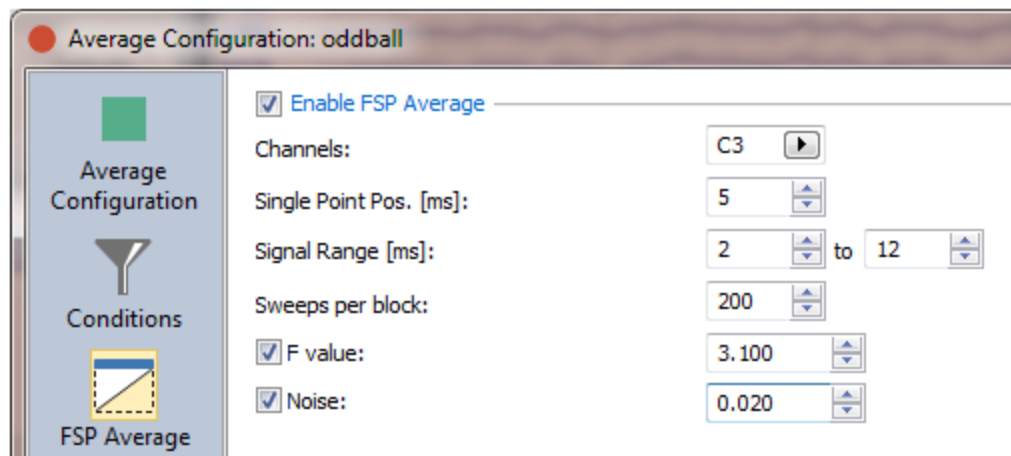 Average Configuration: oddball
Average
Configuration
Conditions
FSP Average
Enable FSP Average
Channels: C3
Single Point Pos. [ms]: 5
Signal Range [ms]: 2 to 12
Sweeps per block: 200
F value: 3.100
Noise: 0.020